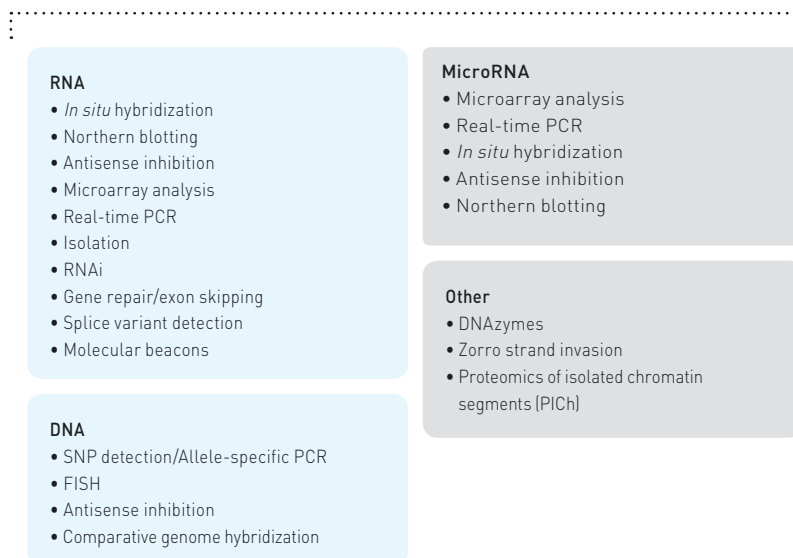 RNA
• In situ hybridization
• Northern blotting
• Antisense inhibition
• Microarray analysis
• Real-time PCR
• Isolation
• RNAi
• Gene repair/exon skipping
• Splice variant detection
• Molecular beacons
DNA
• SNP detection/Allele-specific PCR
• FISH
• Antisense inhibition
• Comparative genome hybridization
MicroRNA
• Microarray analysis
• Real-time PCR
• In situ hybridization
• Antisense inhibition
• Northern blotting
Other
• DNAzymes
• Zorro strand invasion
• Proteomics of isolated chromatin
segments (PICh)